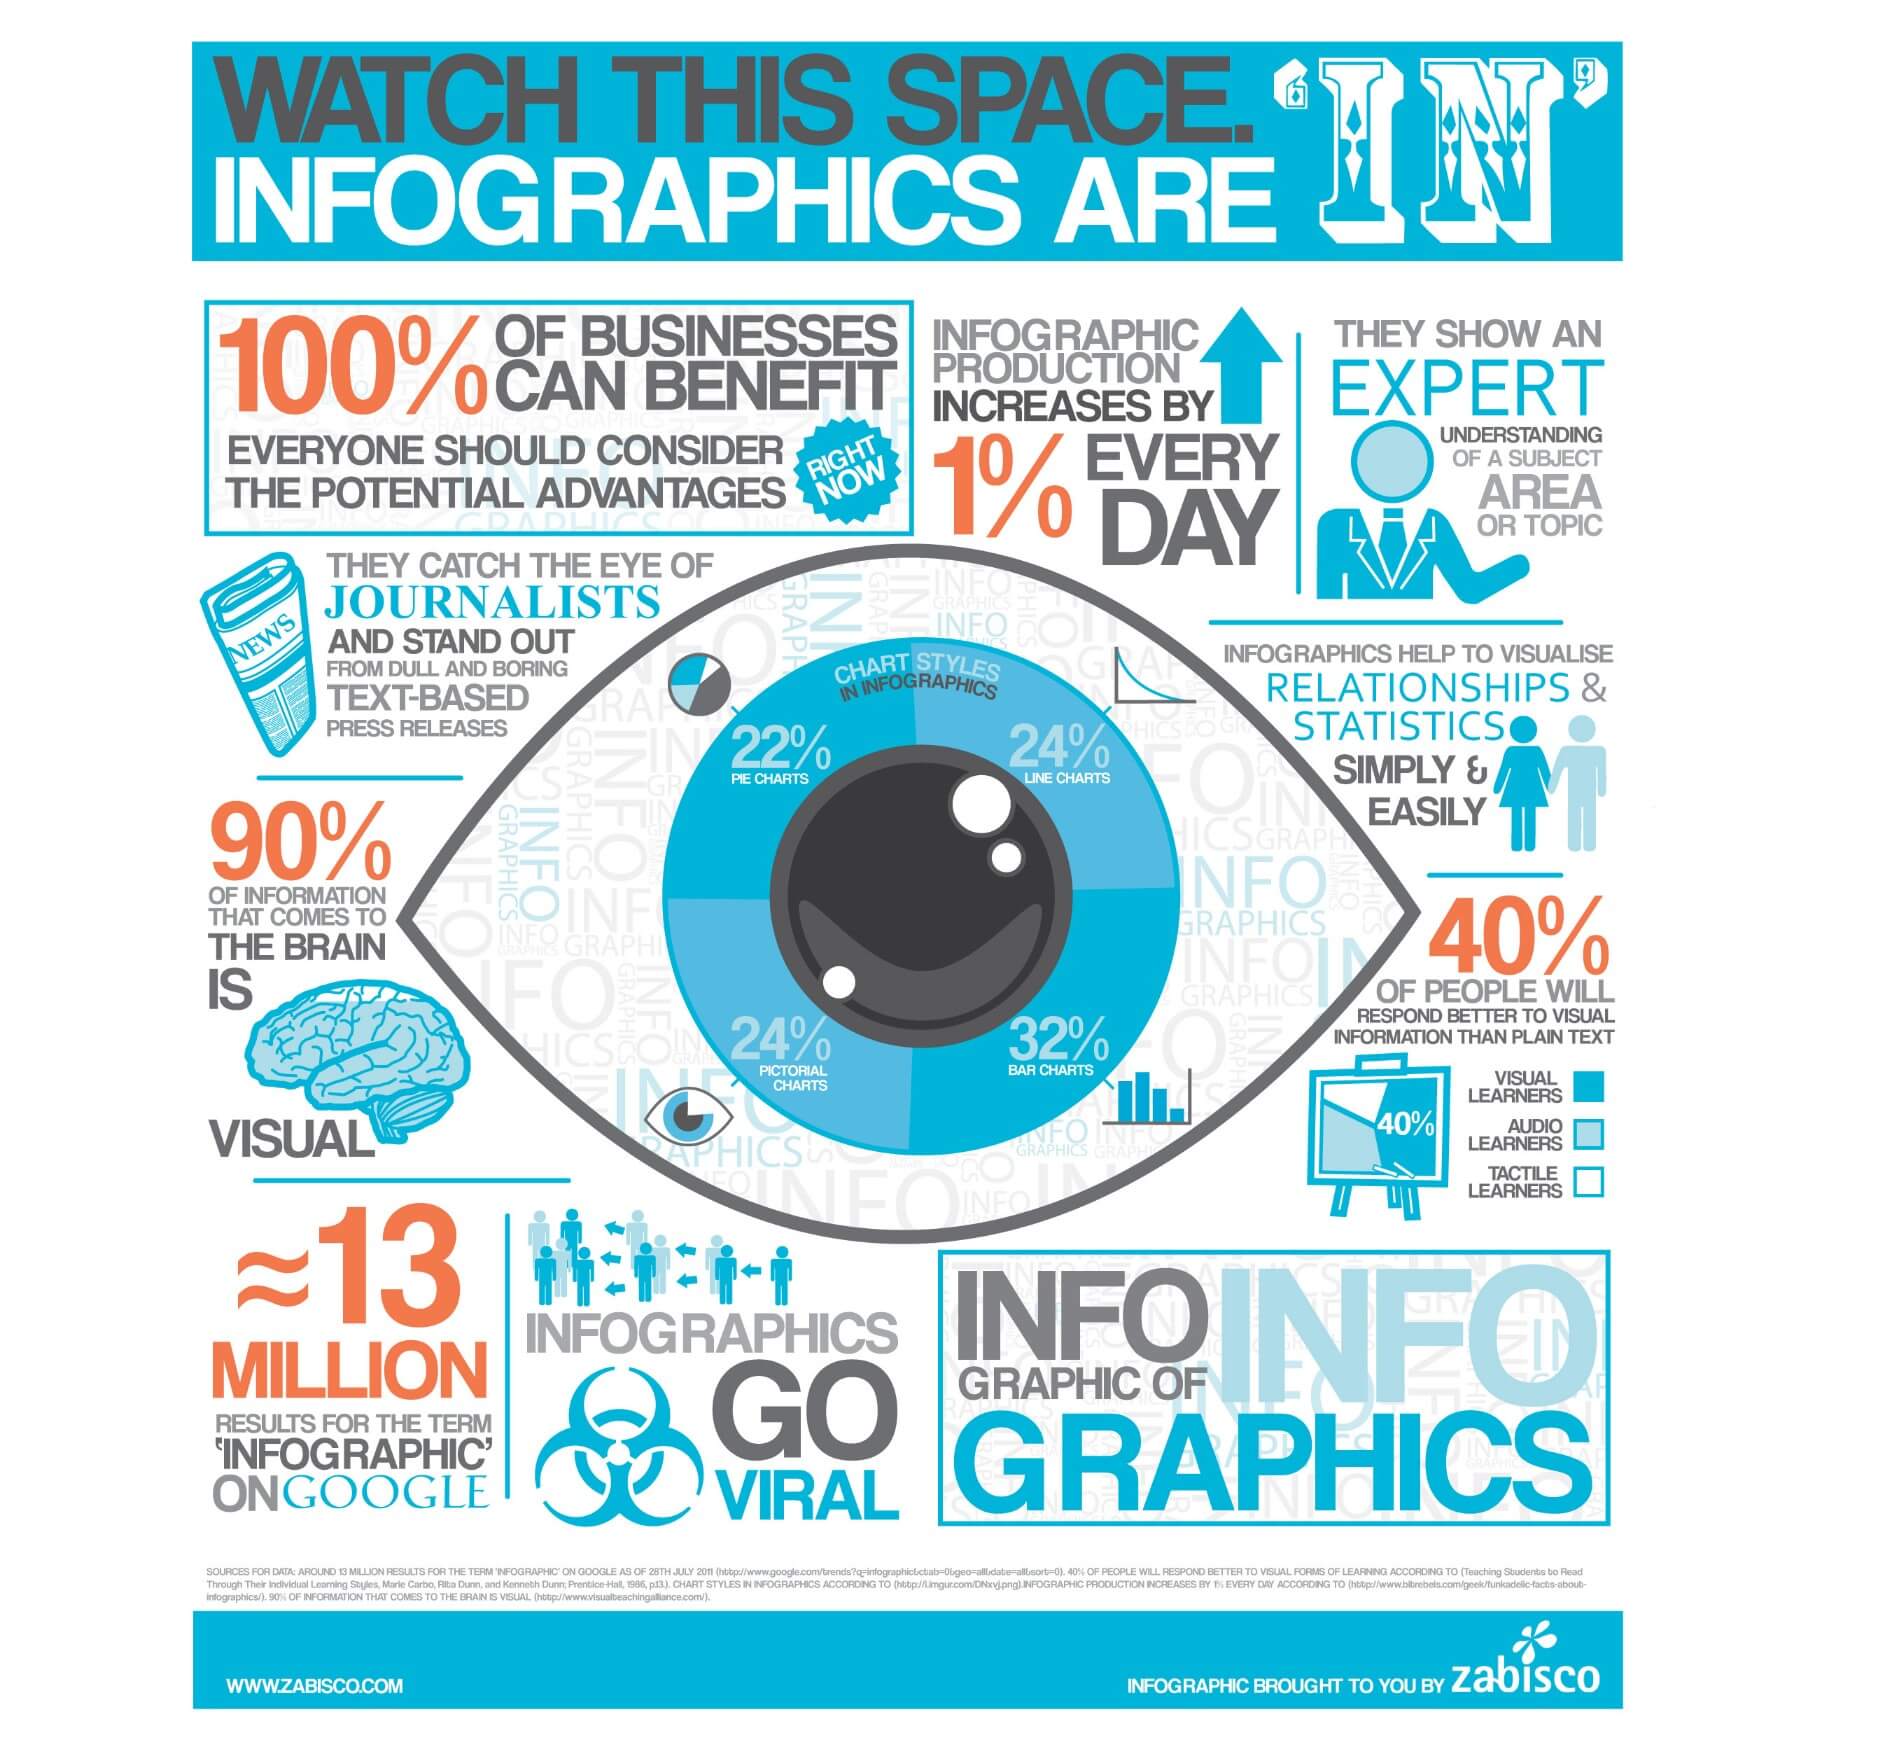 WATCH THIS SPACE.
INFOGRAPHICS ARE 'IN'
100% OF BUSINESSES
CAN BENEFIT
EVERYONE SHOULD CONSIDER
THE POTENTIAL ADVANTAGES
RIGHT
NOW
INFOGRAPHIC
PRODUCTION
INCREASES BY
1% EVERY
DAY
THEY SHOW AN
EXPERT
UNDERSTANDING
OF A SUBJECT
AREA
OR TOPIC
THEY CATCH THE EYE OF
JOURNALISTS
AND STAND OUT
FROM DULL AND BORING
TEXT-BASED
PRESS RELEASES
NEWS
CHART STYLES
IN INFOGRAPHICS
22%
PIE CHARTS
24%
LINE CHARTS
24%
PICTORIAL
CHARTS
32%
BAR CHARTS
INFOGRAPHICS HELP TO VISUALISE
RELATIONSHIPS &
STATISTICS
SIMPLY &
EASILY
90%
OF INFORMATION
THAT COMES TO
THE BRAIN
IS
VISUAL
40%
OF PEOPLE WILL
RESPOND BETTER TO VISUAL
INFORMATION THAN PLAIN TEXT
40%
VISUAL
LEARNERS
AUDIO
LEARNERS
TACTILE
LEARNERS
≈13
MILLION
RESULTS FOR THE TERM
'INFOGRAPHIC'
ON GOOGLE
INFOGRAPHICS
GO
VIRAL
INFO
GRAPHIC OF
INFO
GRAPHICS
SOURCES FOR DATA: AROUND 13 MILLION RESULTS FOR THE TERM 'INFOGRAPHIC' ON GOOGLE AS OF 28TH JULY 2011 (http://www.google.com/trends?q=infographic&ctab=0&geo=all&date=all&sort=0). 40% OF PEOPLE WILL RESPOND BETTER TO VISUAL FORMS OF LEARNING ACCORDING TO (Teaching Students to Read
Through Their Individual Learning Styles, Marie Carbo, Rita Dunn, and Kenneth Dunn; Prentice-Hall, 1986, p.13.). CHART STYLES IN INFOGRAPHICS ACCORDING TO (http://i.imgur.com/DNxvj.png).INFOGRAPHIC PRODUCTION INCREASES BY 1% EVERY DAY ACCORDING TO (http://www.bitrebels.com/geek/funkadelic-facts-about-
infographics/). 90% OF INFORMATION THAT COMES TO THE BRAIN IS VISUAL (http://www.visualteachingalliance.com/).
WWW.ZABISCO.COM
INFOGRAPHIC BROUGHT TO YOU BY zabisco